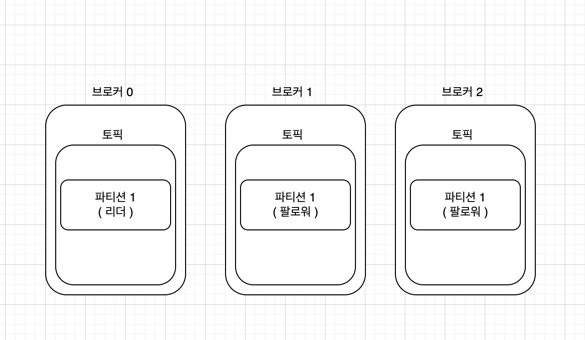 브로커 0
브로커 1
브로커 2
토픽
토픽
토픽
파티션 1
( 리더 )
파티션 1
( 팔로워 )
파티션 1
( 팔로워 )